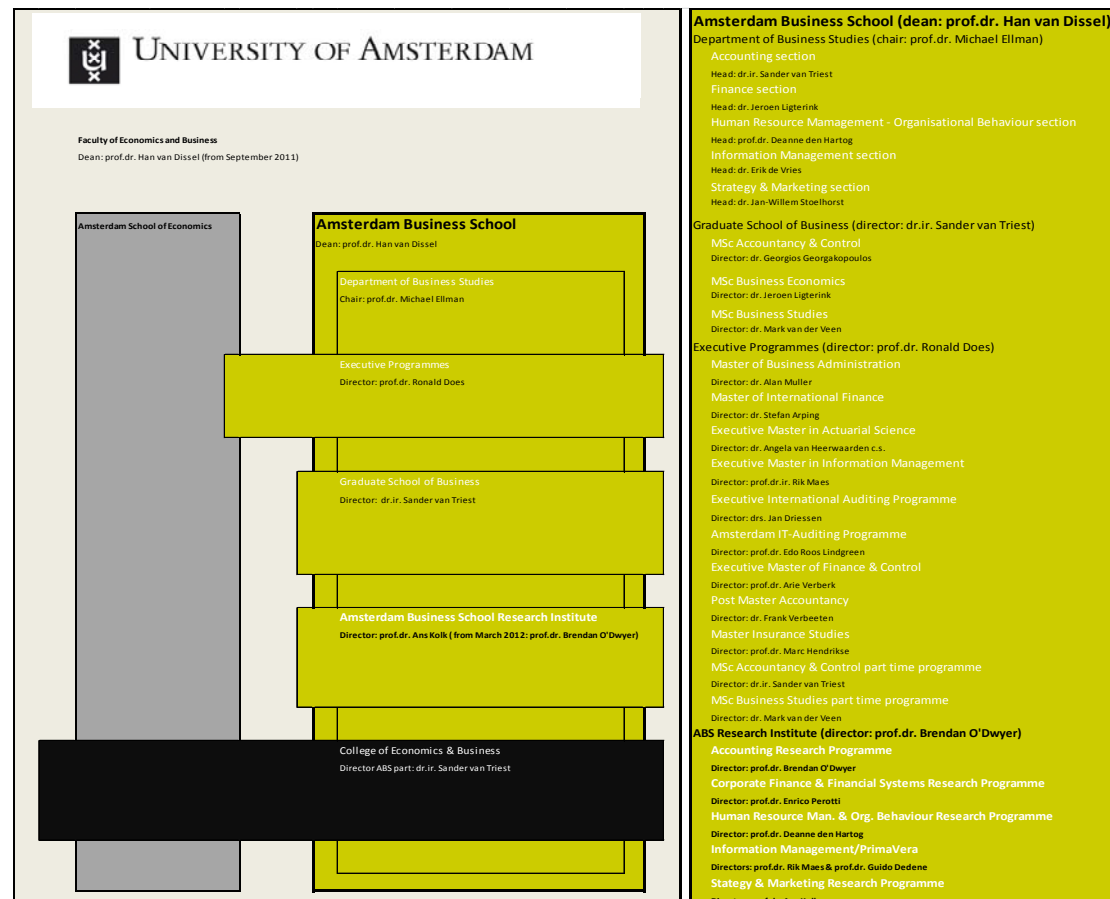 UNIVERSITY OF AMSTERDAM
Faculty of Economics and Business
Dean: prof.dr. Han van Dissel (from September 2011)
Amsterdam School of Economics
Amsterdam Business School
Dean: prof.dr. Han van Dissel
Department of Business Studies
Chair: prof.dr. Michael Ellman
Executive Programmes
Director: prof.dr. Ronald Does
Graduate School of Business
Director: dr.ir. Sander van Triest
Amsterdam Business School Research Institute
Director: prof.dr. Ans Kolk ( from March 2012: prof.dr. Brendan O'Dwyer)
College of Economics & Business
Director ABS part: dr.ir. Sander van Triest
Amsterdam Business School (dean: prof.dr. Han van Dissel)
Department of Business Studies (chair: prof.dr. Michael Ellman)
Accounting section
Head: dr.ir. Sander van Triest
Finance section
Head: dr. Jeroen Ligterink
Human Resource Mamagement - Organisational Behaviour section
Head: prof.dr. Deanne den Hartog
Information Management section
Head: dr. Erik de Vries
Strategy & Marketing section
Head: dr. Jan-Willem Stoelhorst
Graduate School of Business (director: dr.ir. Sander van Triest)
MSc Accountancy & Control
Director: dr. Georgios Georgakopoulos
MSc Business Economics
Director: dr. Jeroen Ligterink
MSc Business Studies
Director: dr. Mark van der Veen
Executive Programmes (director: prof.dr. Ronald Does)
Master of Business Administration
Director: dr. Alan Muller
Master of International Finance
Director: dr. Stefan Arping
Executive Master in Actuarial Science
Director: dr. Angela van Heerwaarden c.s.
Executive Master in Information Management
Director: prof.dr.ir. Rik Maes
Executive International Auditing Programme
Director: drs. Jan Driessen
Amsterdam IT-Auditing Programme
Director: prof.dr. Edo Roos Lindgreen
Executive Master of Finance & Control
Director: prof.dr. Arie Verberk
Post Master Accountancy
Director: dr. Frank Verbeeten
Master Insurance Studies
Director: prof.dr. Marc Hendrikse
MSc Accountancy & Control part time programme
Director: dr.ir. Sander van Triest
MSc Business Studies part time programme
Director: dr. Mark van der Veen
ABS Research Institute (director: prof.dr. Brendan O'Dwyer)
Accounting Research Programme
Director: prof.dr. Brendan O'Dwyer
Corporate Finance & Financial Systems Research Programme
Director: prof.dr. Enrico Perotti
Human Resource Man. & Org. Behaviour Research Programme
Director: prof.dr. Deanne den Hartog
Information Management/PrimaVera
Directors: prof.dr. Rik Maes & prof.dr. Guido Dedene
Stategy & Marketing Research Programme